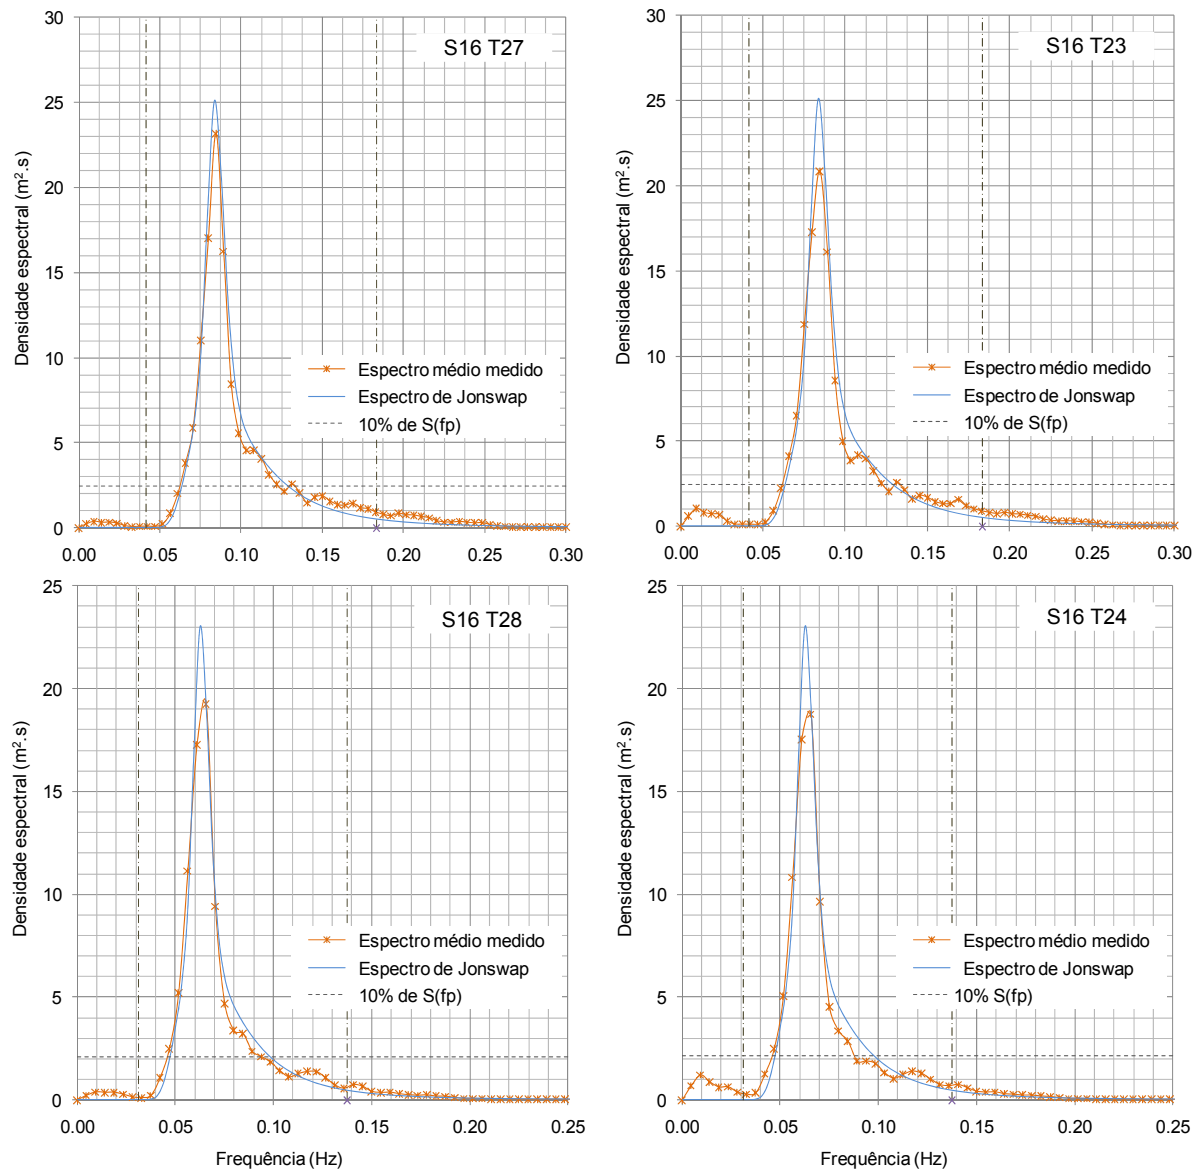 S16 T27
Densidade espectral (m².s)
30
25
20
15
10
5
0
Espectro médio medido
Espectro de Jonswap
10% de S(fp)
0.00 0.05 0.10 0.15 0.20 0.25 0.30
S16 T23
Densidade espectral (m².s)
30
25
20
15
10
5
0
Espectro médio medido
Espectro de Jonswap
10% de S(fp)
0.00 0.05 0.10 0.15 0.20 0.25 0.30
S16 T28
Densidade espectral (m².s)
25
20
15
10
5
0
Espectro médio medido
Espectro de Jonswap
10% de S(fp)
0.00 0.05 0.10 0.15 0.20 0.25
Frequência (Hz)
S16 T24
Densidade espectral (m².s)
25
20
15
10
5
0
Espectro médio medido
Espectro de Jonswap
10% S(fp)
0.00 0.05 0.10 0.15 0.20 0.25
Frequência (Hz)